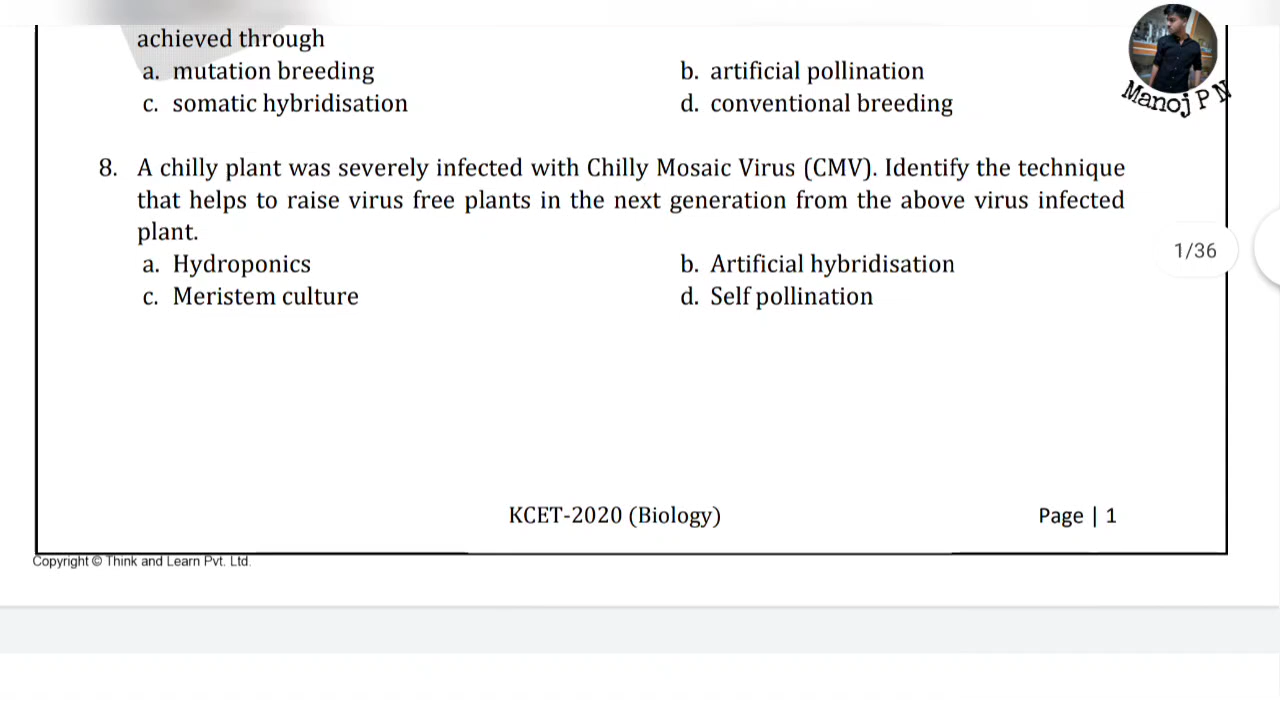 achieved through
a. mutation breeding b. artificial pollination
c. somatic hybridisation d. conventional breeding
Manoj P N
8. A chilly plant was severely infected with Chilly Mosaic Virus (CMV). Identify the technique
that helps to raise virus free plants in the next generation from the above virus infected
plant.
1/36
a. Hydroponics b. Artificial hybridisation
c. Meristem culture d. Self pollination
KCET-2020 (Biology) Page | 1
Copyright © Think and Learn Pvt. Ltd.